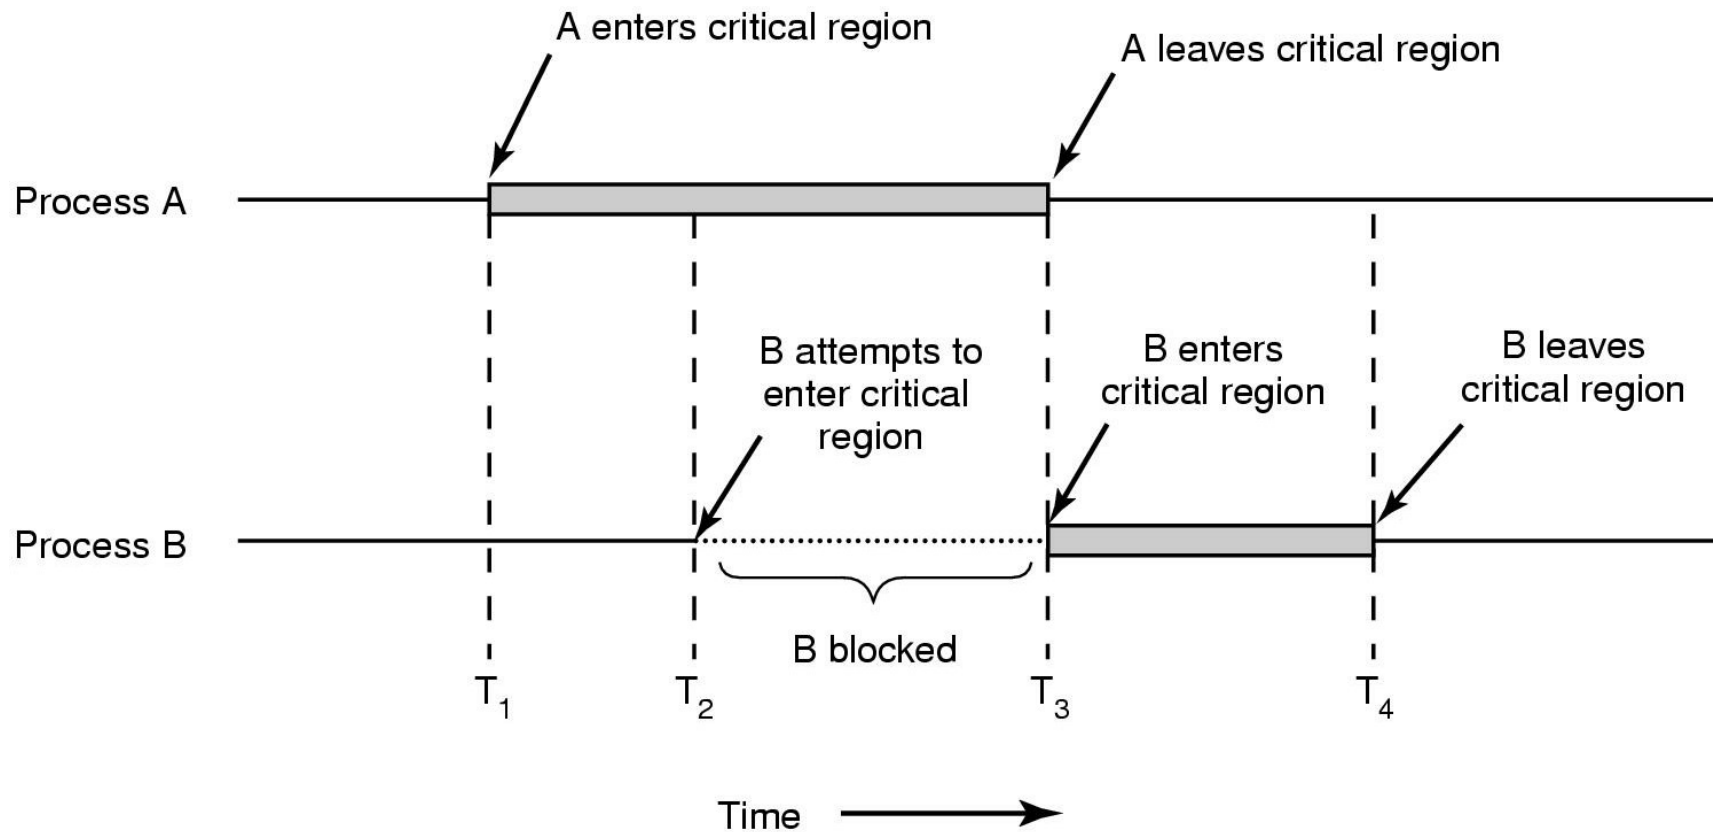 A enters critical region
A leaves critical region
Process A
B attempts to
enter critical
region
B enters
critical region
B leaves
critical region
Process B
B blocked
T₁
T₂
T₃
T₄
Time